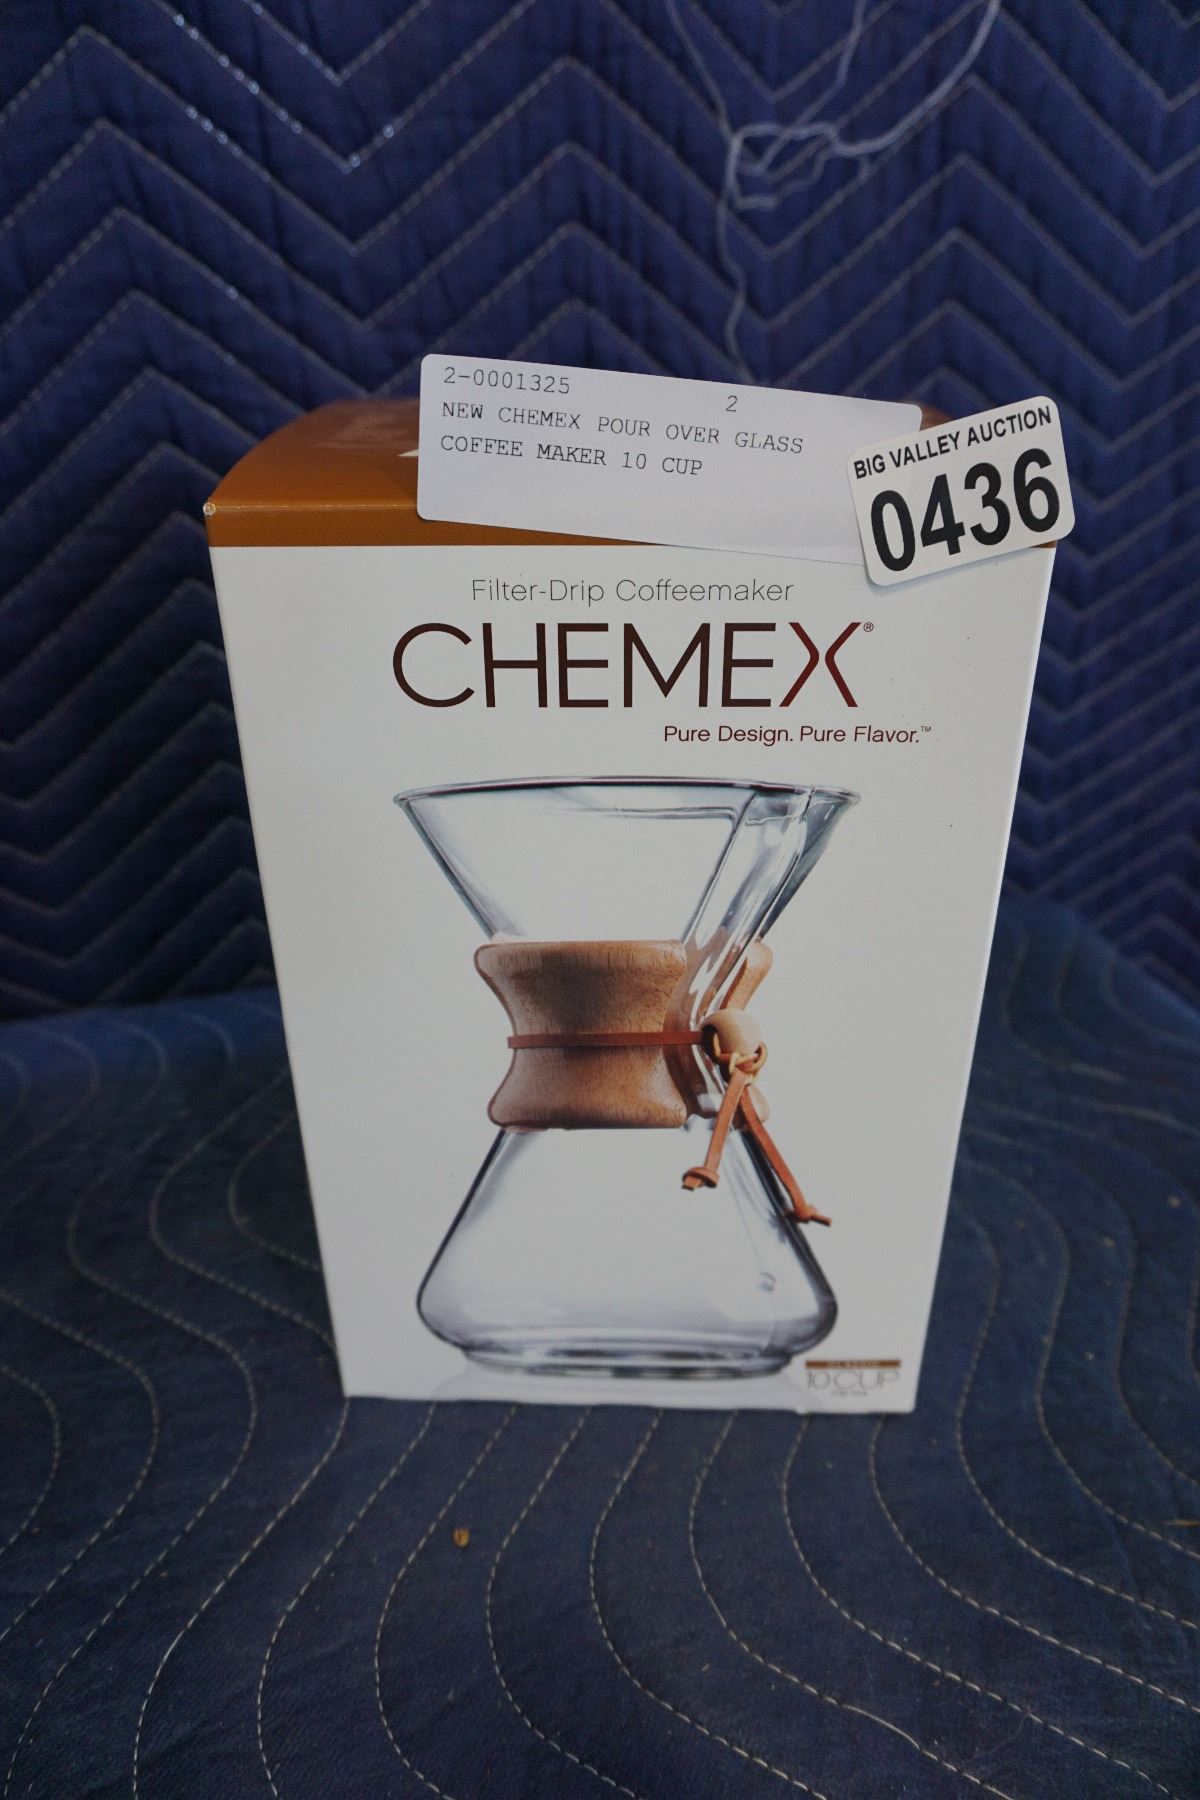 2-0001325 2
NEW CHEMEX POUR OVER GLASS
COFFEE MAKER 10 CUP
BIG VALLEY AUCTION
0436
Filter-Drip Coffeemaker
CHEMEX®
Pure Design. Pure Flavor.™
CLASSIC
10 CUP